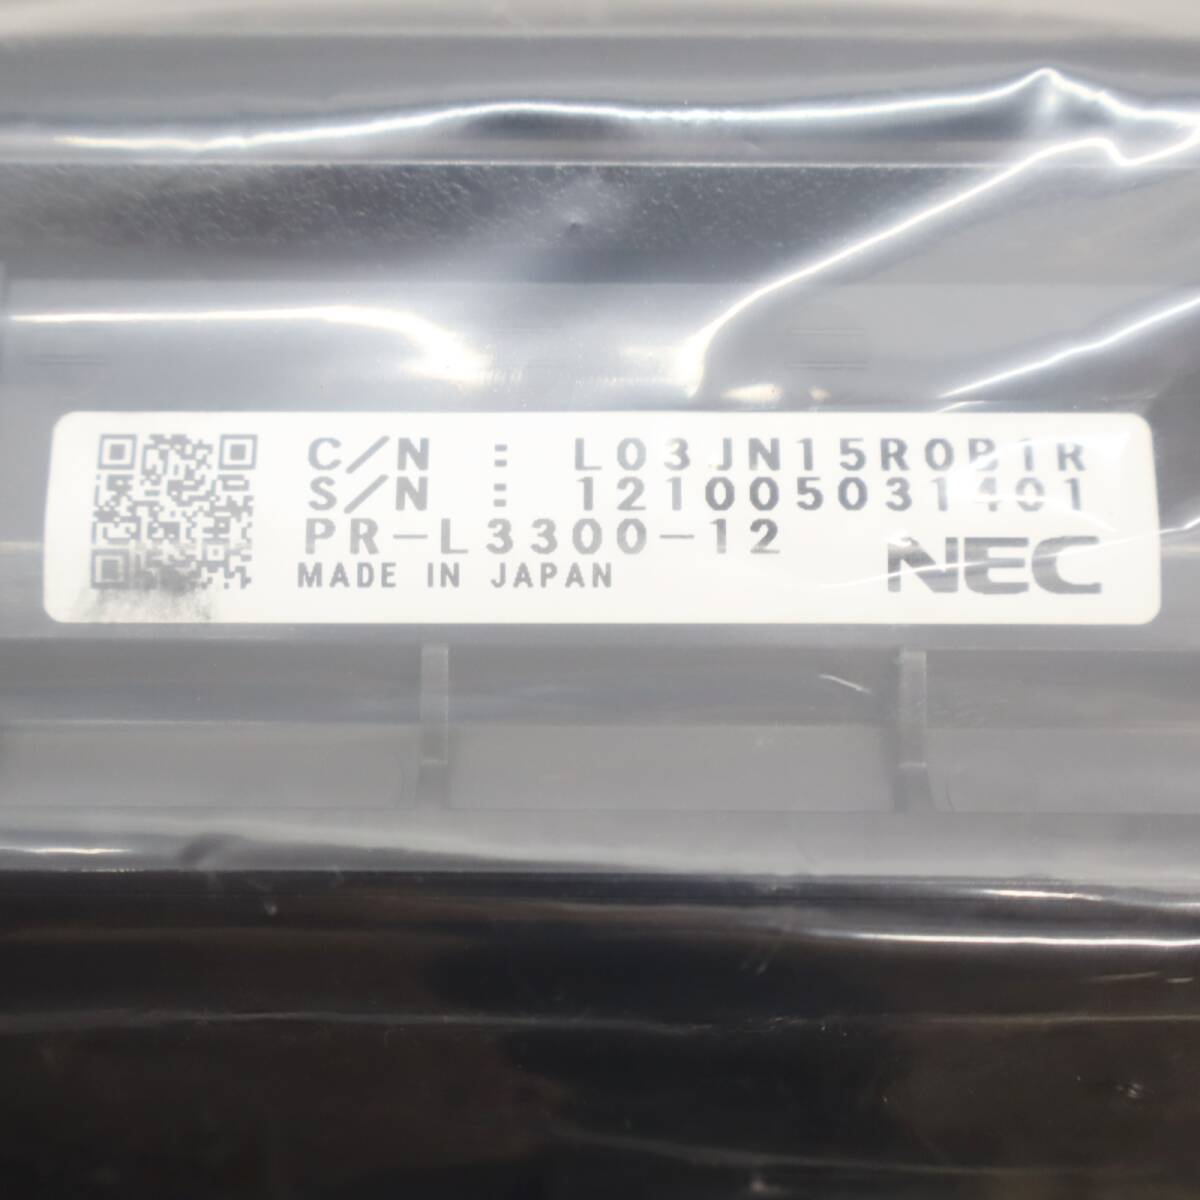 C/N : L03JN15R0B1R
S/N : 121005031401
PR-L3300-12
MADE IN JAPAN
NEC